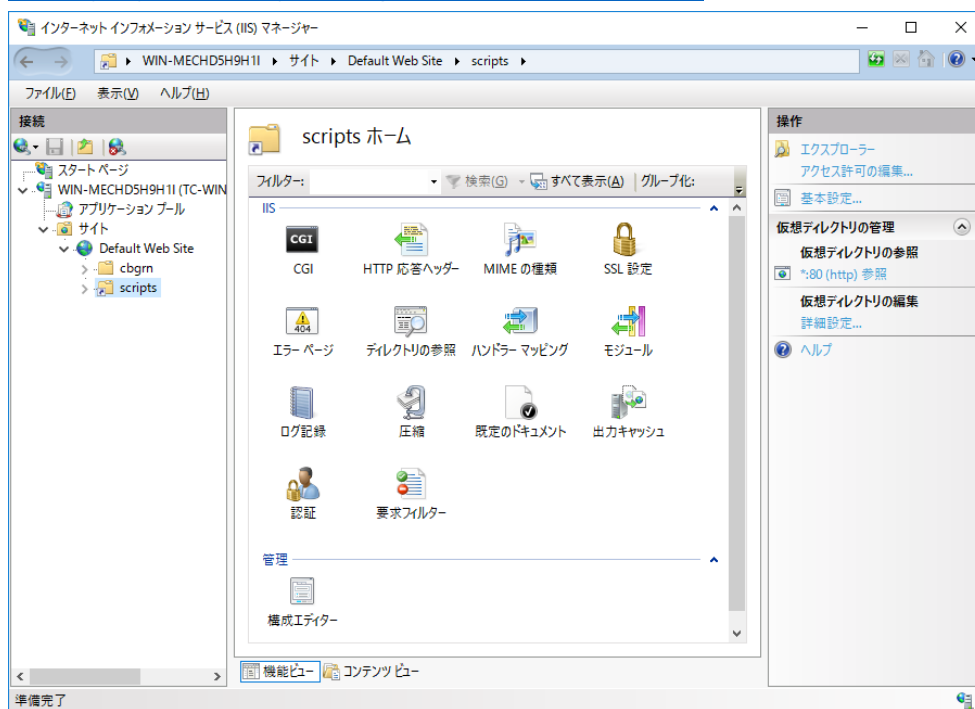 インターネット インフォメーション サービス (IIS) マネージャー
WIN-MECHD5H9H1I ▸ サイト ▸ Default Web Site ▸ scripts ▸
ファイル(F) 表示(V) ヘルプ(H)
接続
スタート ページ
WIN-MECHD5H9H1I (TC-WIN
アプリケーション プール
サイト
Default Web Site
cbgrn
scripts
scripts ホーム
フィルター: 検索(G) すべて表示(A) グループ化:
IIS
CGI
CGI HTTP 応答ヘッダー MIME の種類 SSL 設定
404
エラー ページ ディレクトリの参照 ハンドラー マッピング モジュール
ログ記録 圧縮 既定のドキュメント 出力キャッシュ
認証 要求フィルター
管理
構成エディター
機能ビュー コンテンツ ビュー
操作
エクスプローラー
アクセス許可の編集...
基本設定...
仮想ディレクトリの管理
仮想ディレクトリの参照
*:80 (http) 参照
仮想ディレクトリの編集
詳細設定...
ヘルプ
準備完了